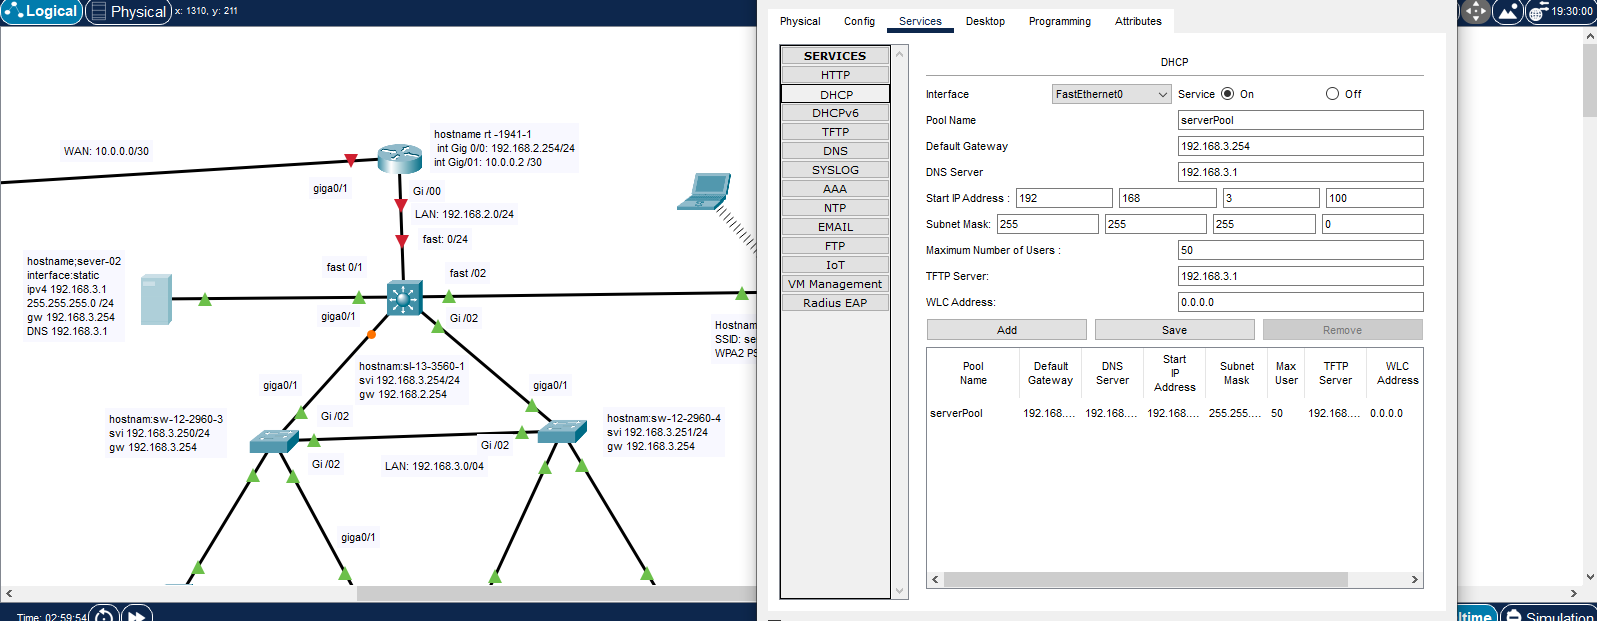 Logical
Physical
x: 1310, y: 211
WAN: 10.0.0.0/30
hostname rt -1941-1
int Gig 0/0: 192.168.2.254/24
int Gig/01: 10.0.0.2 /30
giga0/1
Gi /00
LAN: 192.168.2.0/24
fast: 0/24
hostname;sever-02
interface:static
ipv4 192.168.3.1
255.255.255.0 /24
gw 192.168.3.254
DNS 192.168.3.1
fast 0/1
fast /02
giga0/1
Gi /02
Hostnam
SSID: se
WPA2 PS
hostnam:sl-13-3560-1
svi 192.168.3.254/24
gw 192.168.2.254
giga0/1
giga0/1
hostnam:sw-12-2960-3
svi 192.168.3.250/24
gw 192.168.3.254
Gi /02
hostnam:sw-12-2960-4
svi 192.168.3.251/24
gw 192.168.3.254
Gi /02
Gi /02
LAN: 192.168.3.0/04
giga0/1
Time: 02:59:54
Physical
Config
Services
Desktop
Programming
Attributes
SERVICES
HTTP
DHCP
DHCPv6
TFTP
DNS
SYSLOG
AAA
NTP
EMAIL
FTP
IoT
VM Management
Radius EAP
DHCP
Interface FastEthernet0 Service On Off
Pool Name serverPool
Default Gateway 192.168.3.254
DNS Server 192.168.3.1
Start IP Address : 192 168 3 100
Subnet Mask: 255 255 255 0
Maximum Number of Users : 50
TFTP Server: 192.168.3.1
WLC Address: 0.0.0.0
Add Save Remove
Pool Name
Default Gateway
DNS Server
Start IP Address
Subnet Mask
Max User
TFTP Server
WLC Address
serverPool 192.168.... 192.168.... 192.168.... 255.255.... 50 192.168.... 0.0.0.0
19:30:00
ltime
Simulation